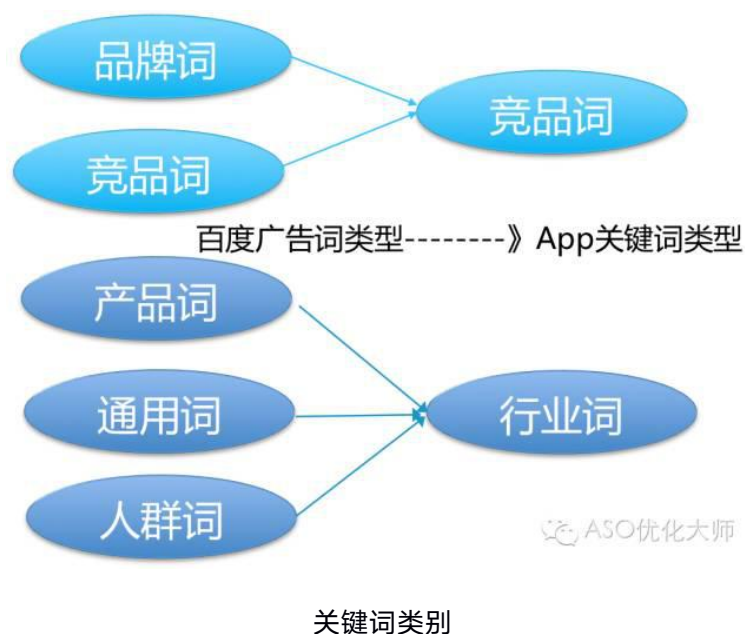 品牌词
竞品词
竞品词
百度广告词类型--------》App关键词类型
产品词
通用词
行业词
人群词
ASO优化大师
关键词类别